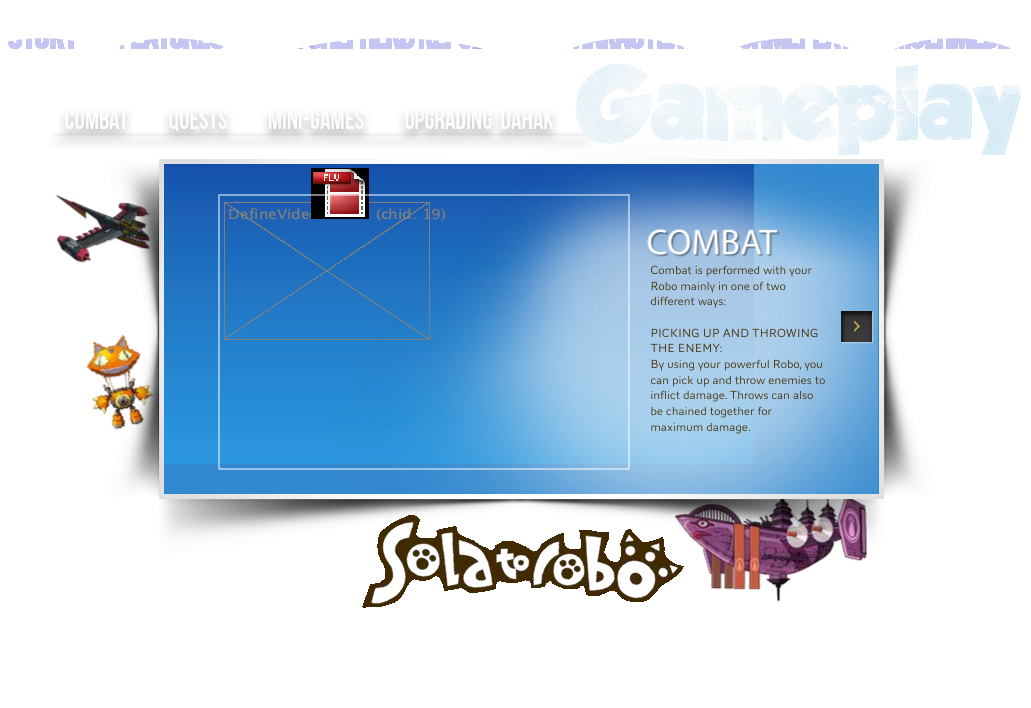 STORY FEATURES
Gameplay
COMBAT QUESTS MINI-GAMES UPGRADING DAHAK
FLV
DefineVide (chid: 19)
COMBAT
Combat is performed with your
Robo mainly in one of two
different ways:
PICKING UP AND THROWING
THE ENEMY:
By using your powerful Robo, you
can pick up and throw enemies to
inflict damage. Throws can also
be chained together for
maximum damage.
Solatorobo